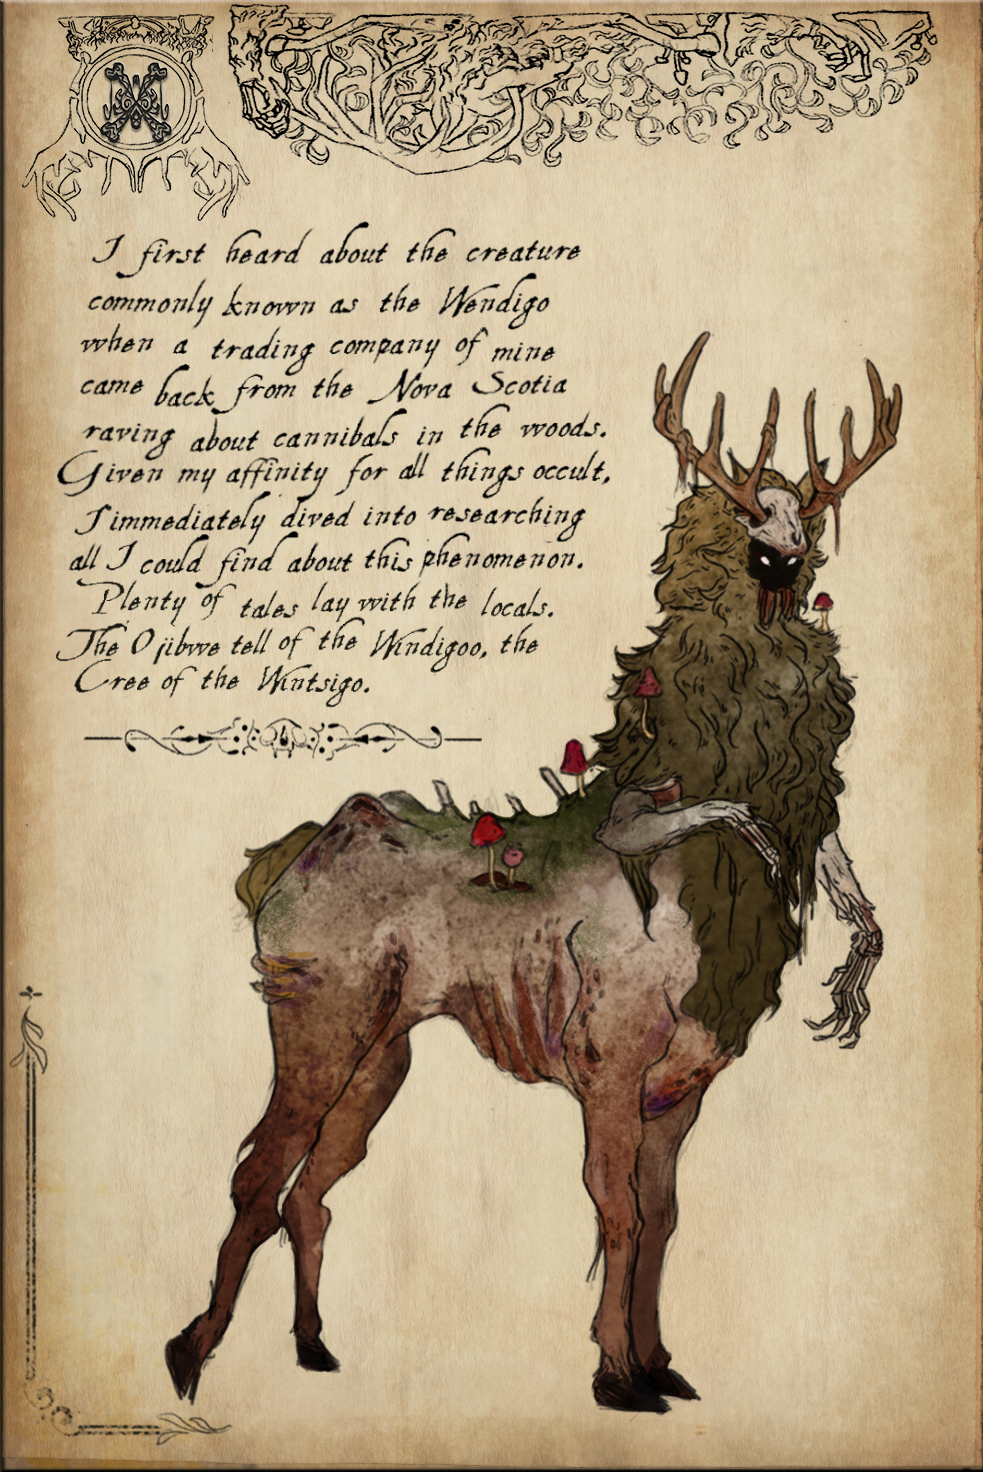 I first heard about the creature
commonly known as the Wendigo
when a trading company of mine
came back from the Nova Scotia
raving about cannibals in the woods.
Given my affinity for all things occult,
I immediately dived into researching
all I could find about this phenomenon.
Plenty of tales lay with the locals.
The Ojibwe tell of the Windigoo, the
Cree of the Wintsigo.